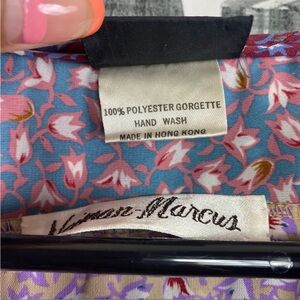 100% POLYESTER GORGETTE
HAND WASH
MADE IN HONG KONG
Neiman-Marcus